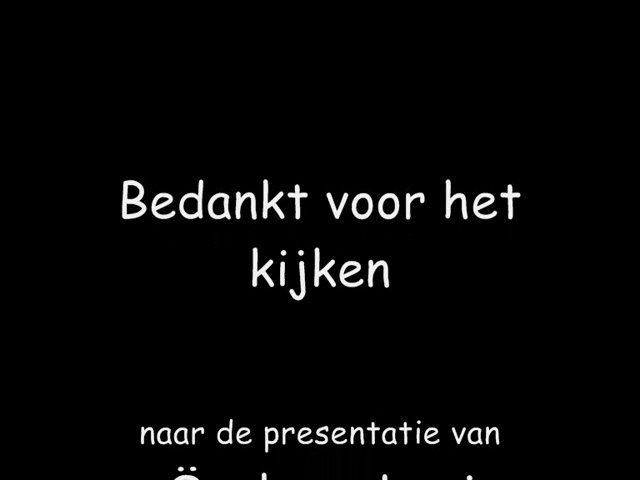 Bedankt voor het
kijken
naar de presentatie van